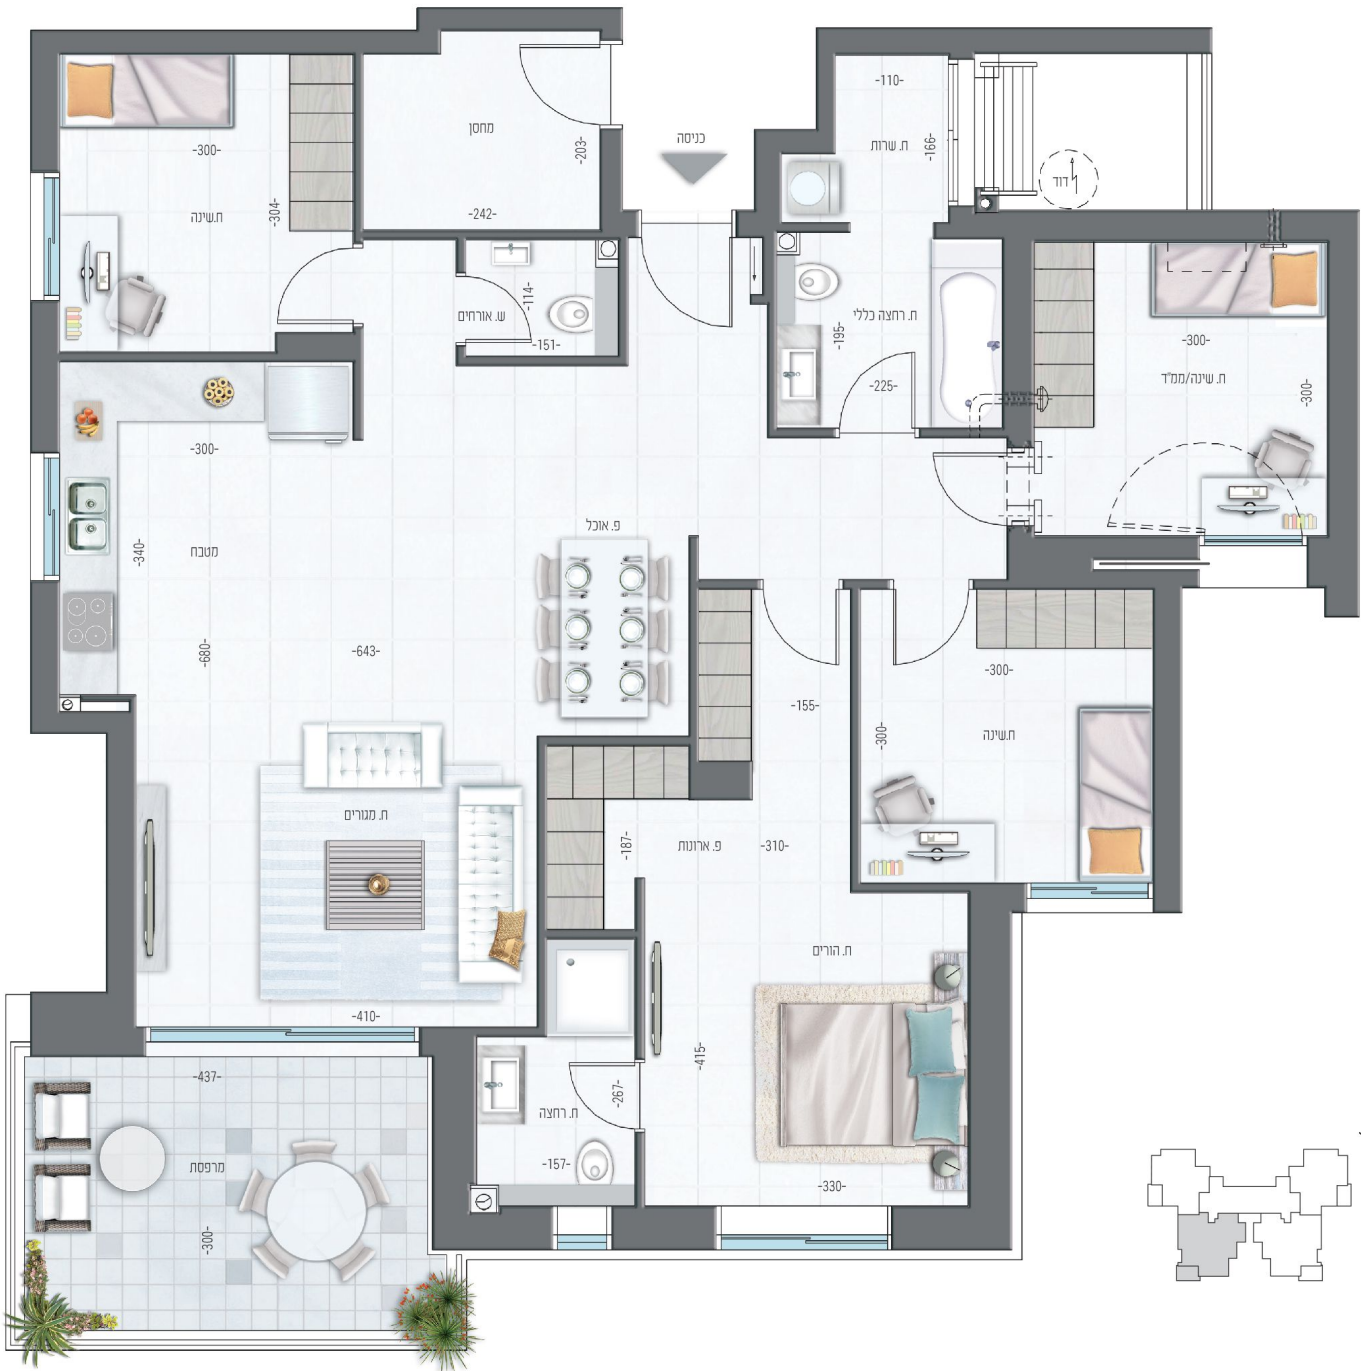 כניסה
-110-
מחסן
-203-
ח. שרות
-166-
-300-
דוד
-242-
ח.שינה
-304-
-114-
ש. אורחים
-151-
ח. רחצה כללי
-195-
-225-
-300-
ח. שינה/ממ"ד
-300-
-300-
פ. אוכל
מטבח
-340-
-680-
-643-
-155-
-300-
-300-
ח.שינה
ח. מגורים
-187-
פ. ארונות
-310-
ח. הורים
-410-
-415-
-437-
-267-
ח. רחצה
-157-
-330-
מרפסת
-300-